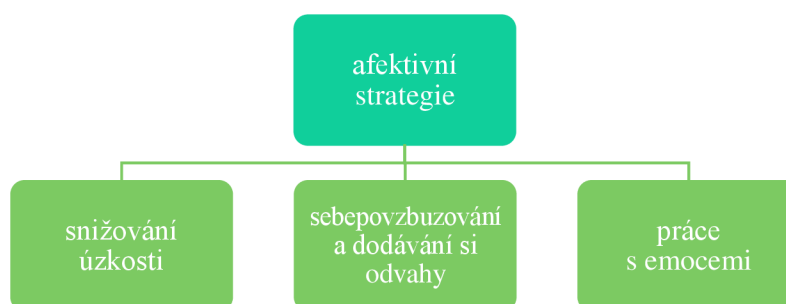 afektivní
strategie
snižování
úzkosti
sebepovzbuzování
a dodávání si
odvahy
práce
s emocemi